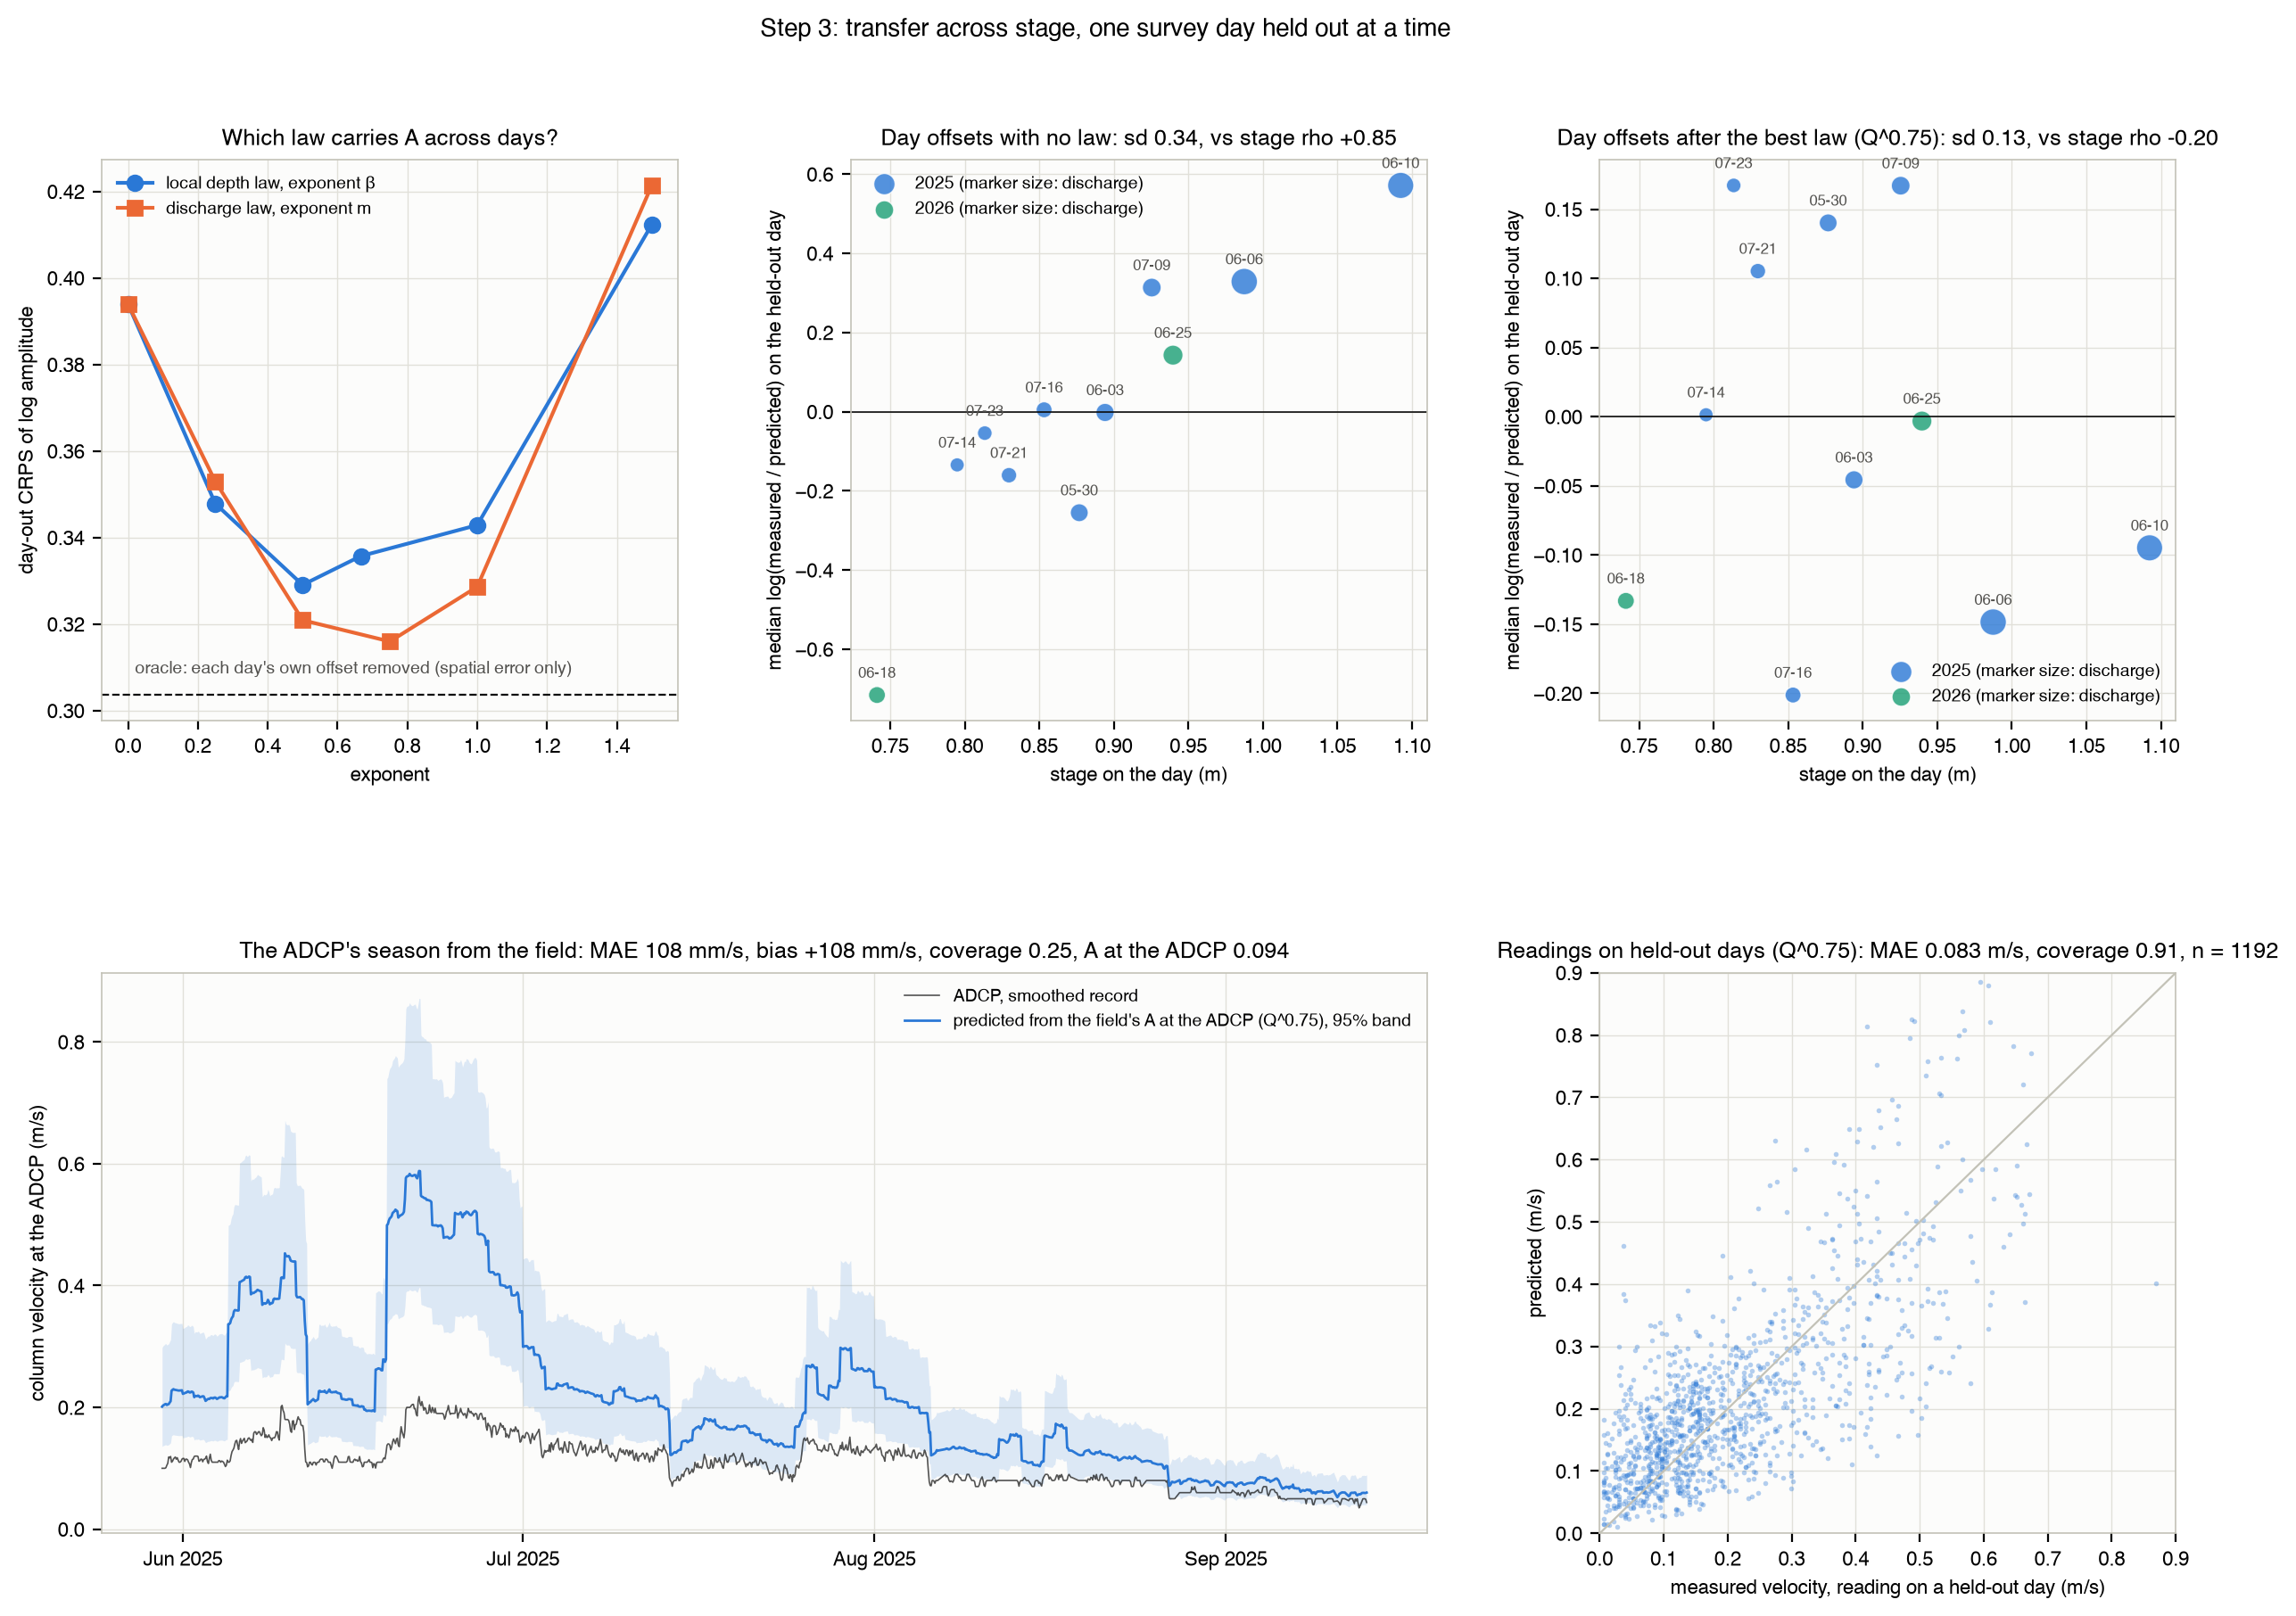 Step 3: transfer across stage, one survey day held out at a time
Which law carries A across days?
local depth law, exponent β
discharge law, exponent m
oracle: each day's own offset removed (spatial error only)
day-out CRPS of log amplitude
0.42
0.40
0.38
0.36
0.34
0.32
0.30
0.0 0.2 0.4 0.6 0.8 1.0 1.2 1.4
exponent
Day offsets with no law: sd 0.34, vs stage rho +0.85
2025 (marker size: discharge)
2026 (marker size: discharge)
median log(measured / predicted) on the held-out day
0.6
0.4
0.2
0.0
−0.2
−0.4
−0.6
06-10
07-09
06-06
06-25
07-16
06-03
07-23
07-14
07-21
05-30
06-18
0.75 0.80 0.85 0.90 0.95 1.00 1.05 1.10
stage on the day (m)
Day offsets after the best law (Q^0.75): sd 0.13, vs stage rho -0.20
median log(measured / predicted) on the held-out day
0.15
0.10
0.05
0.00
−0.05
−0.10
−0.15
−0.20
07-23
07-09
05-30
07-21
07-14
06-25
06-03
06-10
06-18
06-06
07-16
2025 (marker size: discharge)
2026 (marker size: discharge)
0.75 0.80 0.85 0.90 0.95 1.00 1.05 1.10
stage on the day (m)
The ADCP's season from the field: MAE 108 mm/s, bias +108 mm/s, coverage 0.25, A at the ADCP 0.094
ADCP, smoothed record
predicted from the field's A at the ADCP (Q^0.75), 95% band
column velocity at the ADCP (m/s)
0.8
0.6
0.4
0.2
0.0
Jun 2025 Jul 2025 Aug 2025 Sep 2025
Readings on held-out days (Q^0.75): MAE 0.083 m/s, coverage 0.91, n = 1192
predicted (m/s)
0.9
0.8
0.7
0.6
0.5
0.4
0.3
0.2
0.1
0.0
0.0 0.1 0.2 0.3 0.4 0.5 0.6 0.7 0.8 0.9
measured velocity, reading on a held-out day (m/s)